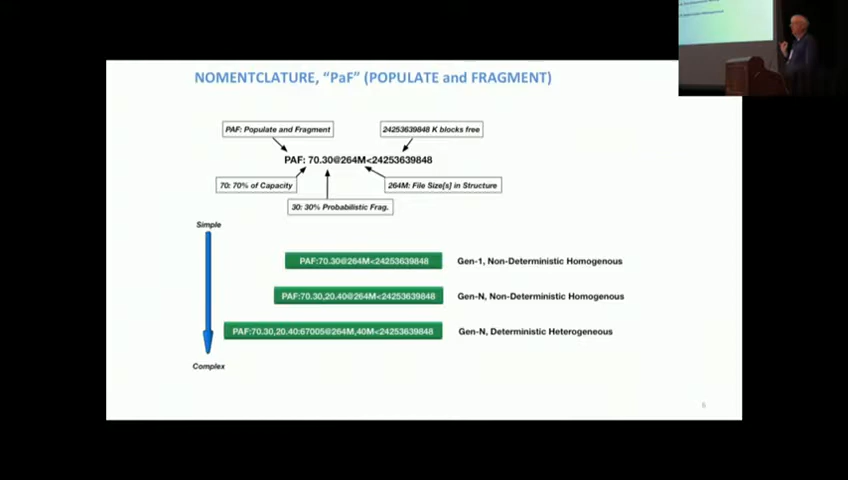 NOMENTCLATURE, “PaF” (POPULATE and FRAGMENT)
PAF: Populate and Fragment
24253639848 K blocks free
PAF: 70.30@264M<24253639848
70: 70% of Capacity
264M: File Size[s] in Structure
30: 30% Probabilistic Frag.
Simple
PAF:70.30@264M<24253639848
Gen-1, Non-Deterministic Homogenous
PAF:70.30,20.40@264M<24253639848
Gen-N, Non-Deterministic Homogenous
PAF:70.30,20.40:67005@264M,40M<24253639848
Gen-N, Deterministic Heterogeneous
Complex
6